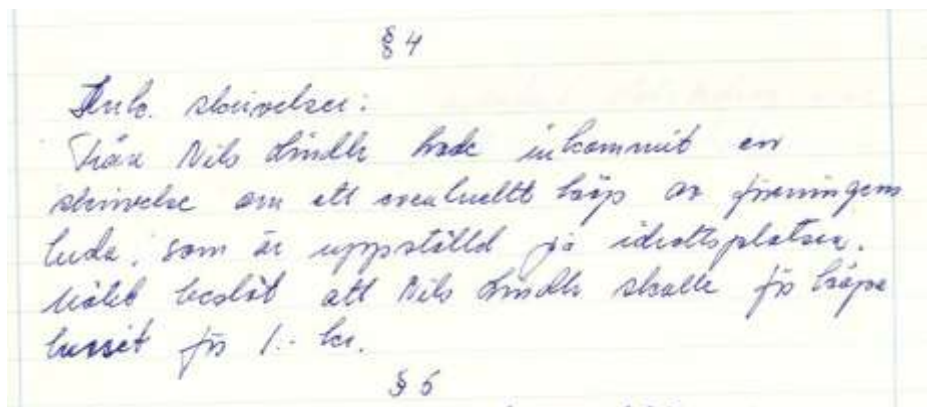 § 4
Ink. skrivelser:
Från Nils Lindh hade inkommit en
skrivelse om ett eventuellt köp av föreningens
luda, som är uppställd på idrottsplatsen.
beslöt att Nils Lindh skulle få köpa
huset för 1:- kr.
§ 5